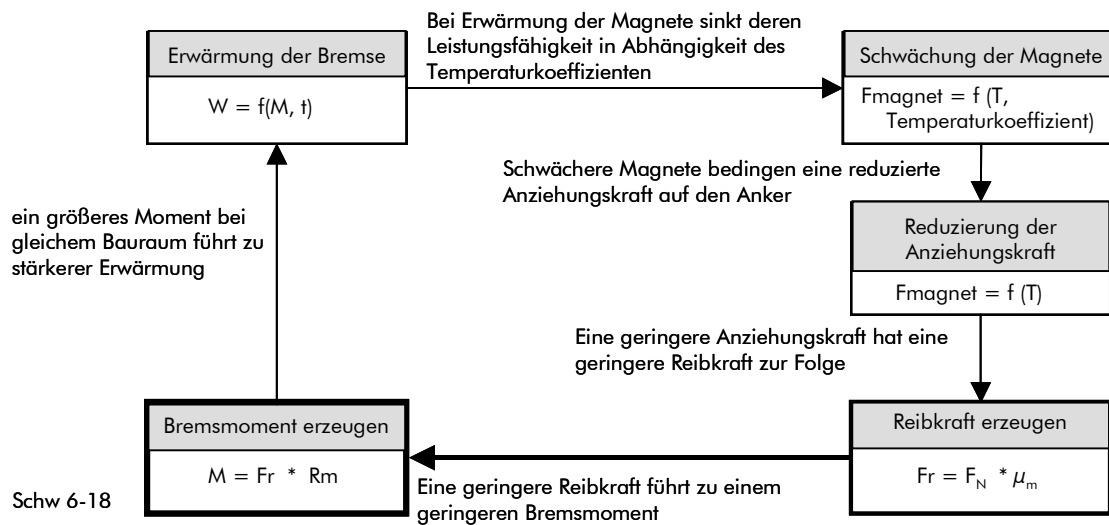 Bei Erwärmung der Magnete sinkt deren
Leistungsfähigkeit in Abhängigkeit des
Temperaturkoeffizienten
Erwärmung der Bremse
W = f(M, t)
Schwächung der Magnete
Fmagnet = f (T,
Temperaturkoeffizient)
Schwächere Magnete bedingen eine reduzierte
Anziehungskraft auf den Anker
ein größeres Moment bei
gleichem Bauraum führt zu
stärkerer Erwärmung
Reduzierung der
Anziehungskraft
Fmagnet = f (T)
Eine geringere Anziehungskraft hat eine
geringere Reibkraft zur Folge
Bremsmoment erzeugen
M = Fr * Rm
Reibkraft erzeugen
Fr = F_N * μ_m
Eine geringere Reibkraft führt zu einem
geringeren Bremsmoment
Schw 6-18